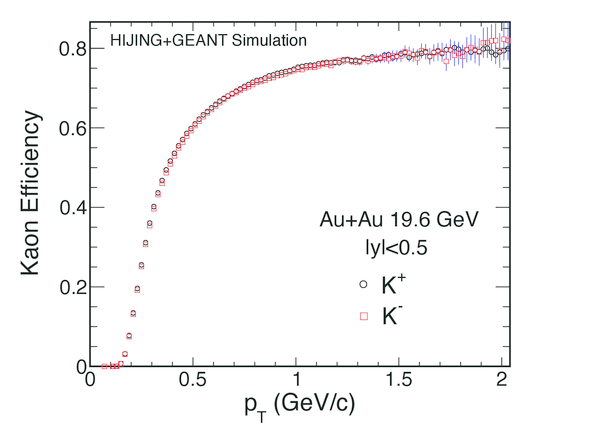 HIJING+GEANT Simulation
Kaon Efficiency
0.8
0.6
0.4
0.2
0
Au+Au 19.6 GeV
|y|<0.5
K+
K-
0 0.5 1 1.5 2
pT (GeV/c)